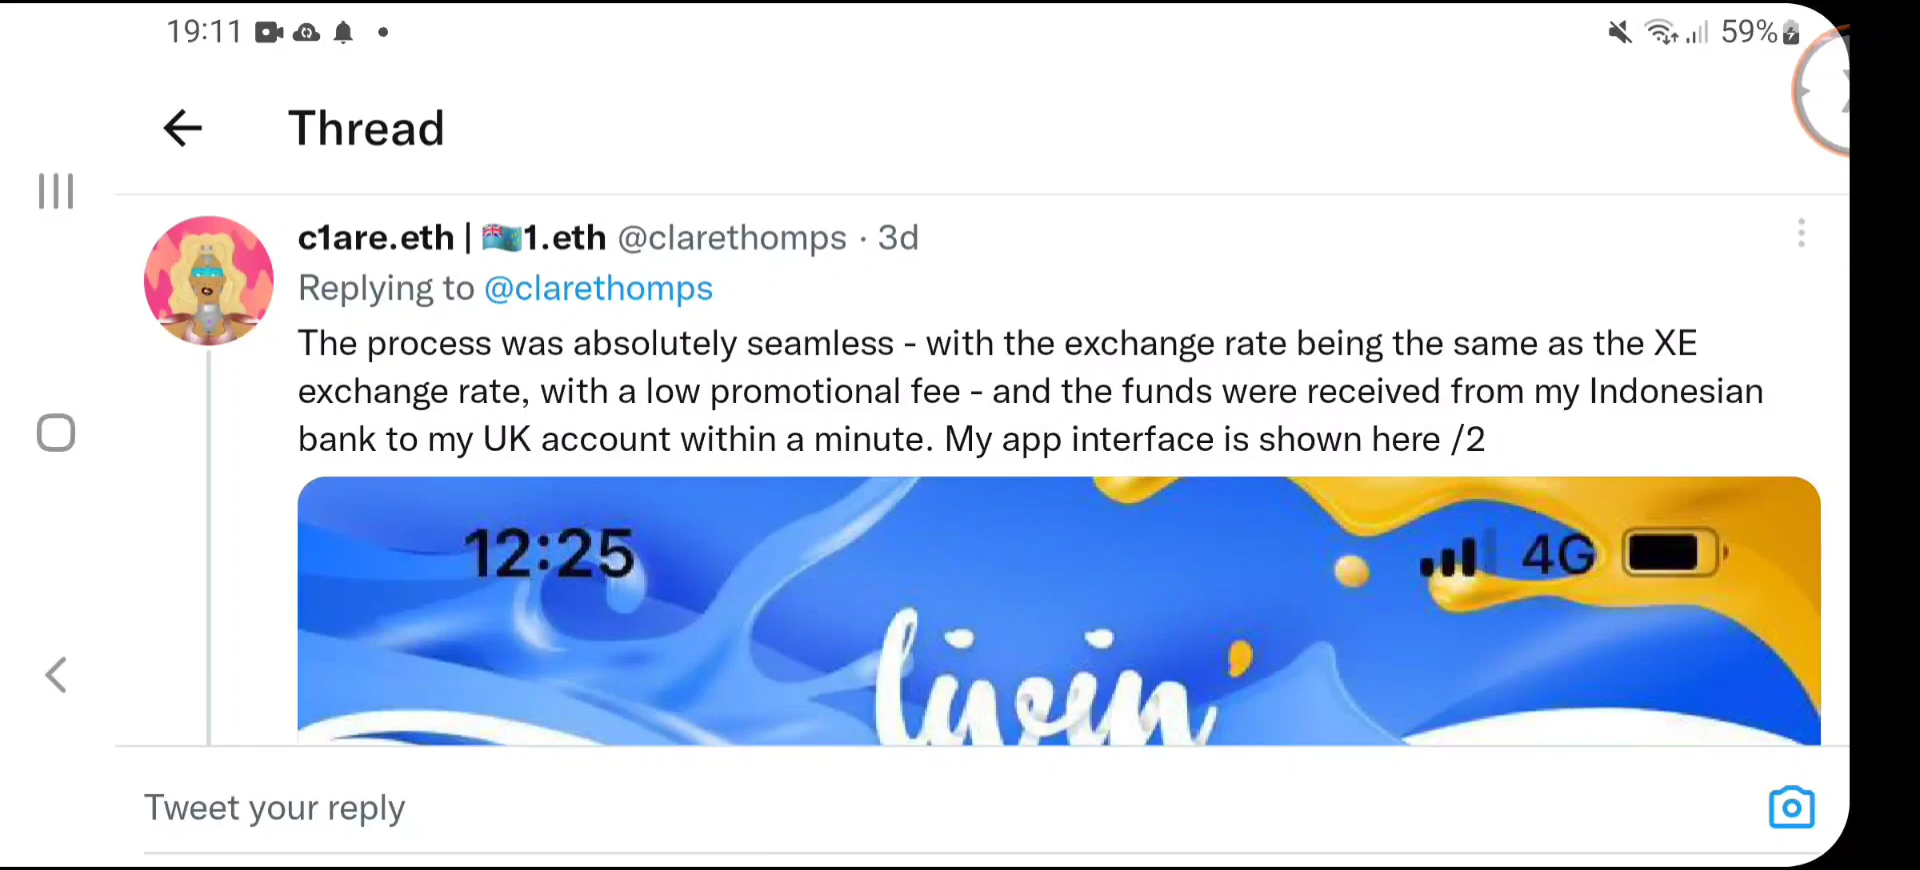 19:11
59%
Thread
c1are.eth | 🇹🇻1.eth @clarethomps · 3d
Replying to @clarethomps
The process was absolutely seamless - with the exchange rate being the same as the XE
exchange rate, with a low promotional fee - and the funds were received from my Indonesian
bank to my UK account within a minute. My app interface is shown here /2
12:25
4G
livin'
Tweet your reply